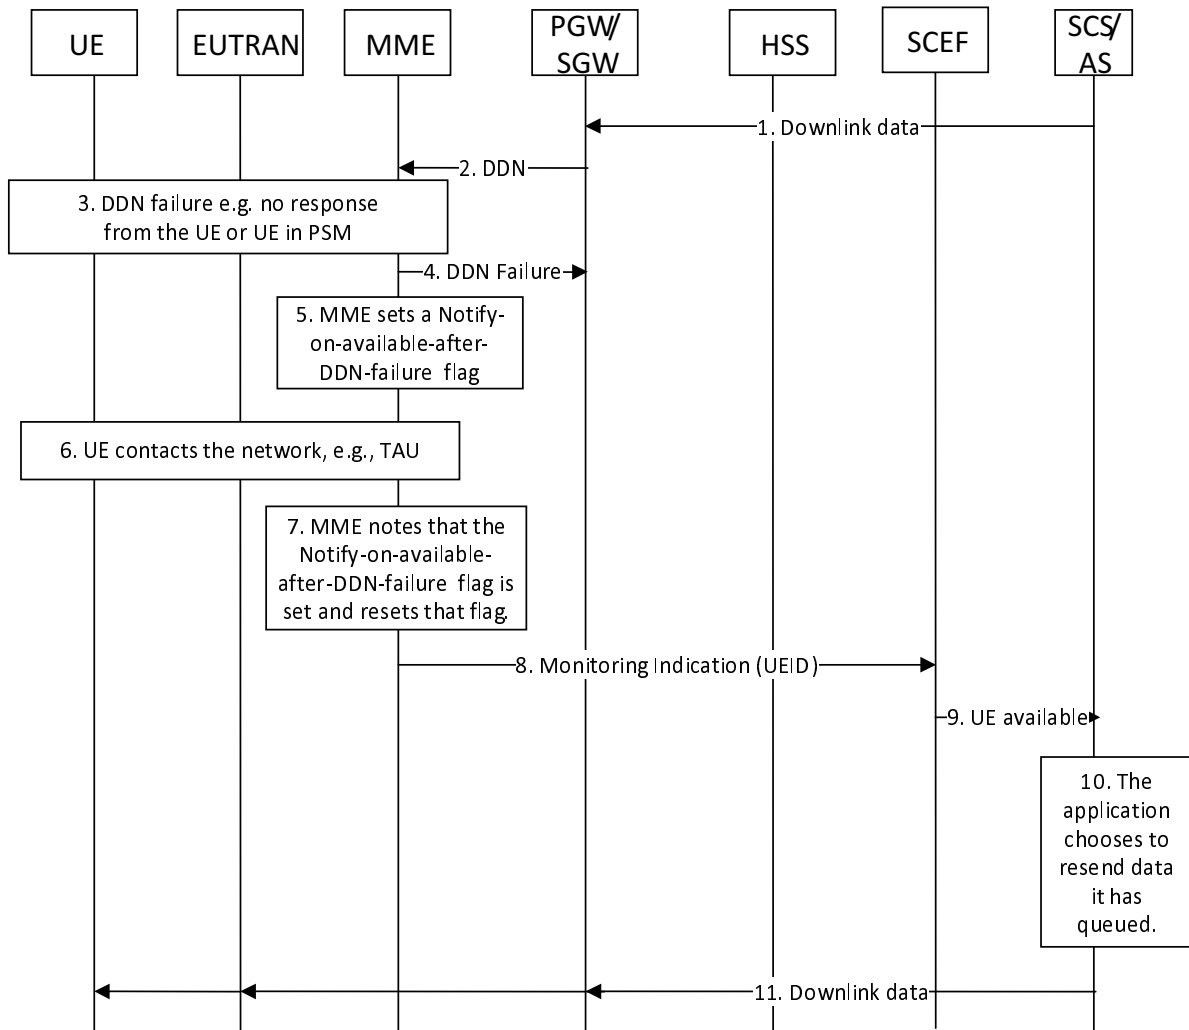 UE
EUTRAN
MME
PGW/
SGW
HSS
SCEF
SCS/
AS
1. Downlink data
2. DDN
3. DDN failure e.g. no response
from the UE or UE in PSM
4. DDN Failure
5. MME sets a Notify-
on-available-after-
DDN-failure flag
6. UE contacts the network, e.g., TAU
7. MME notes that the
Notify-on-available-
after-DDN-failure flag is
set and resets that flag.
8. Monitoring Indication (UEID)
9. UE available
10. The
application
chooses to
resend data
it has
queued.
11. Downlink data